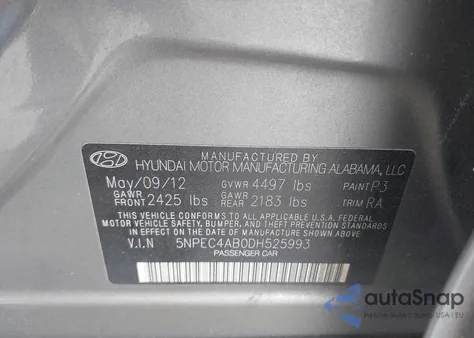 MANUFACTURED BY
HYUNDAI MOTOR MANUFACTURING ALABAMA, LLC
May/09/12 GVWR 4497 lbs PAINT P3
GAWR FRONT 2425 lbs GAWR REAR 2183 lbs TRIM RA
THIS VEHICLE CONFORMS TO ALL APPLICABLE FEDERAL
MOTOR VEHICLE SAFETY, BUMPER, AND THEFT PREVENTION STANDARDS
IN EFFECT ON THE DATE OF MANUFACTURE SHOWN ABOVE.
V.I.N 5NPEC4AB0DH525993
PASSENGER CAR
autoSnap